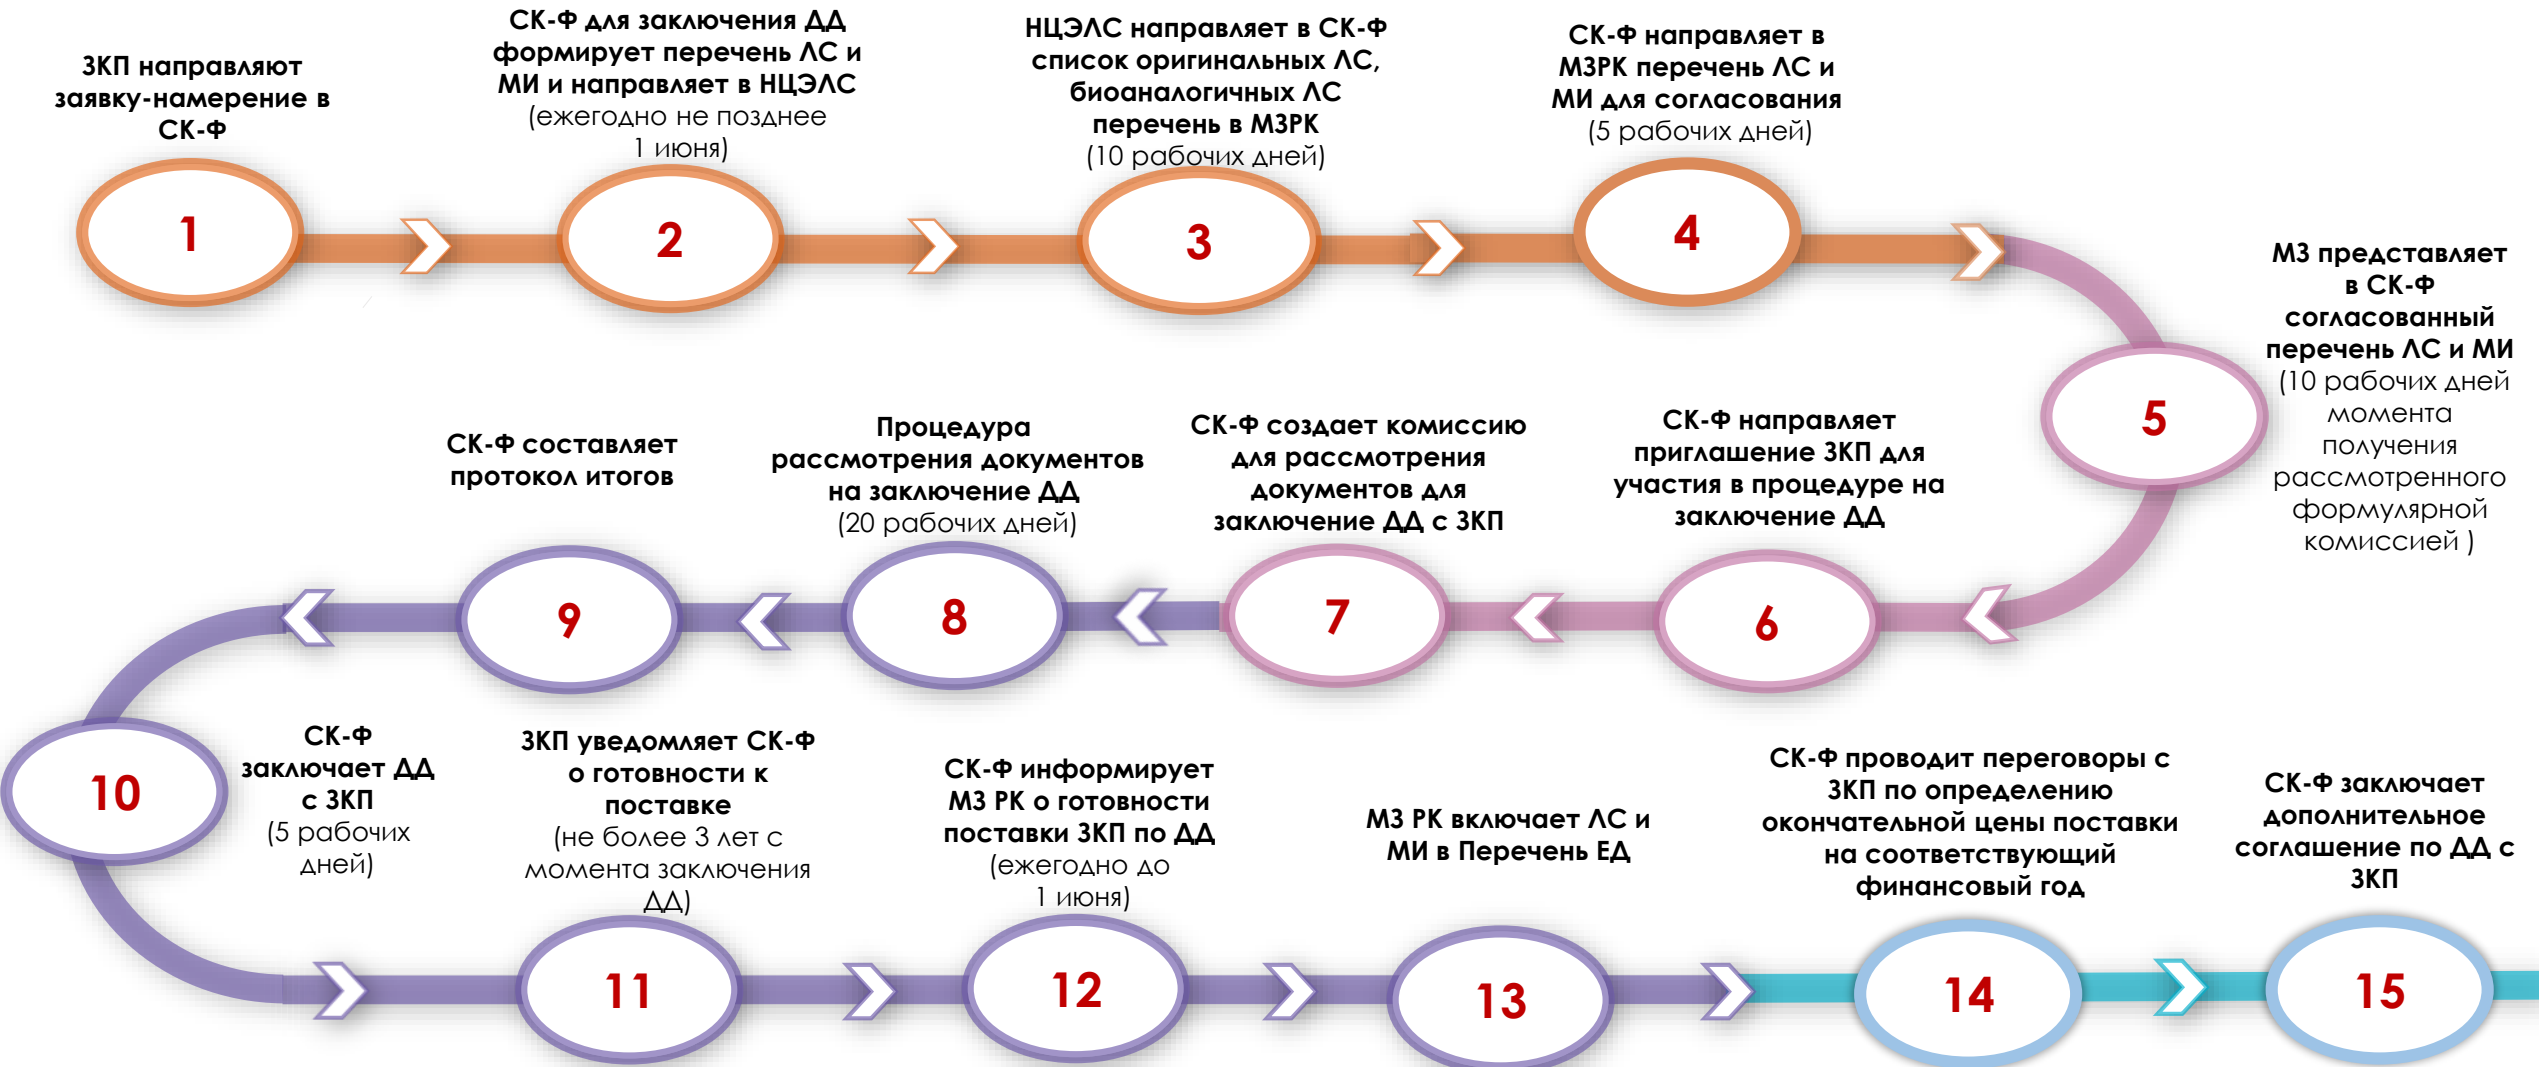 ЗКП направляют
заявку-намерение в
СК-Ф
1
СК-Ф для заключения ДД
формирует перечень ЛС и
МИ и направляет в НЦЭЛС
(ежегодно не позднее
1 июня)
2
НЦЭЛС направляет в СК-Ф
список оригинальных ЛС,
биоаналогичных ЛС
перечень в МЗРК
(10 рабочих дней)
3
СК-Ф направляет в
МЗРК перечень ЛС и
МИ для согласования
(5 рабочих дней)
4
МЗ представляет
в СК-Ф
согласованный
перечень ЛС и МИ
(10 рабочих дней
момента
получения
рассмотренного
формулярной
комиссией )
5
СК-Ф направляет
приглашение ЗКП для
участия в процедуре на
заключение ДД
6
СК-Ф создает комиссию
для рассмотрения
документов для
заключение ДД с ЗКП
7
Процедура
рассмотрения документов
на заключение ДД
(20 рабочих дней)
8
СК-Ф составляет
протокол итогов
9
СК-Ф
заключает ДД
с ЗКП
(5 рабочих
дней)
10
ЗКП уведомляет СК-Ф
о готовности к
поставке
(не более 3 лет с
момента заключения
ДД)
11
СК-Ф информирует
МЗ РК о готовности
поставки ЗКП по ДД
(ежегодно до
1 июня)
12
МЗ РК включает ЛС и
МИ в Перечень ЕД
13
СК-Ф проводит переговоры с
ЗКП по определению
окончательной цены поставки
на соответствующий
финансовый год
14
СК-Ф заключает
дополнительное
соглашение по ДД с
ЗКП
15